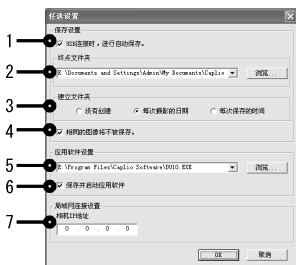 任选设置
保存设置
1
USB连接时，进行自动保存。
终点文件夹
2
E:\Documents and Settings\Admin\My Documents\Caplio
浏览...
建立文件夹
3
没有创建
每次摄影的日期
每次保存的时间
4
相同的图像将不被保存。
应用软件设置
5
E:\Program Files\Caplio Software\DU10.EXE
浏览...
6
保存并启动应用软件
局域网连接设置
7
相机IP地址
0 . 0 . 0 . 0
OK
取消